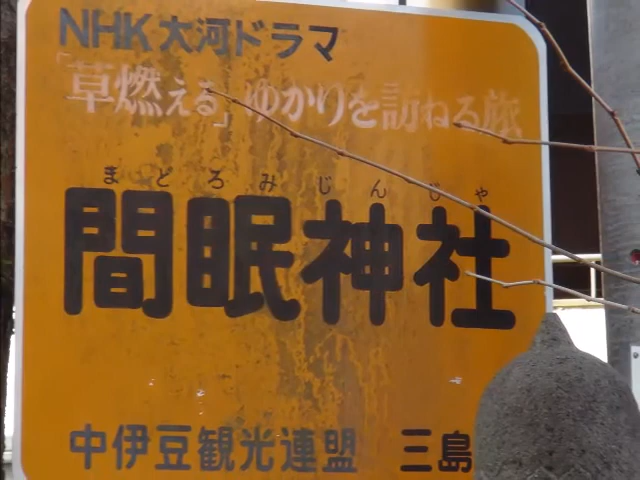 NHK大河ドラマ
「草燃える」ゆかりを訪ねる旅
まどろみじんじゃ
間眠神社
中伊豆観光連盟 三島